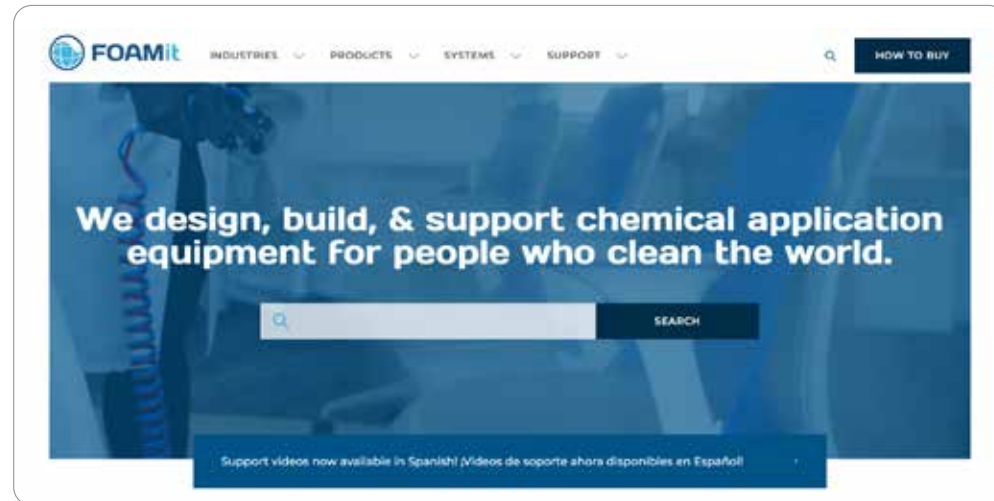 FOAMit INDUSTRIES PRODUCTS SYSTEMS SUPPORT HOW TO BUY
We design, build, & support chemical application
equipment for people who clean the world.
SEARCH
Support videos now available in Spanish! ¡Videos de soporte ahora disponibles en Español!